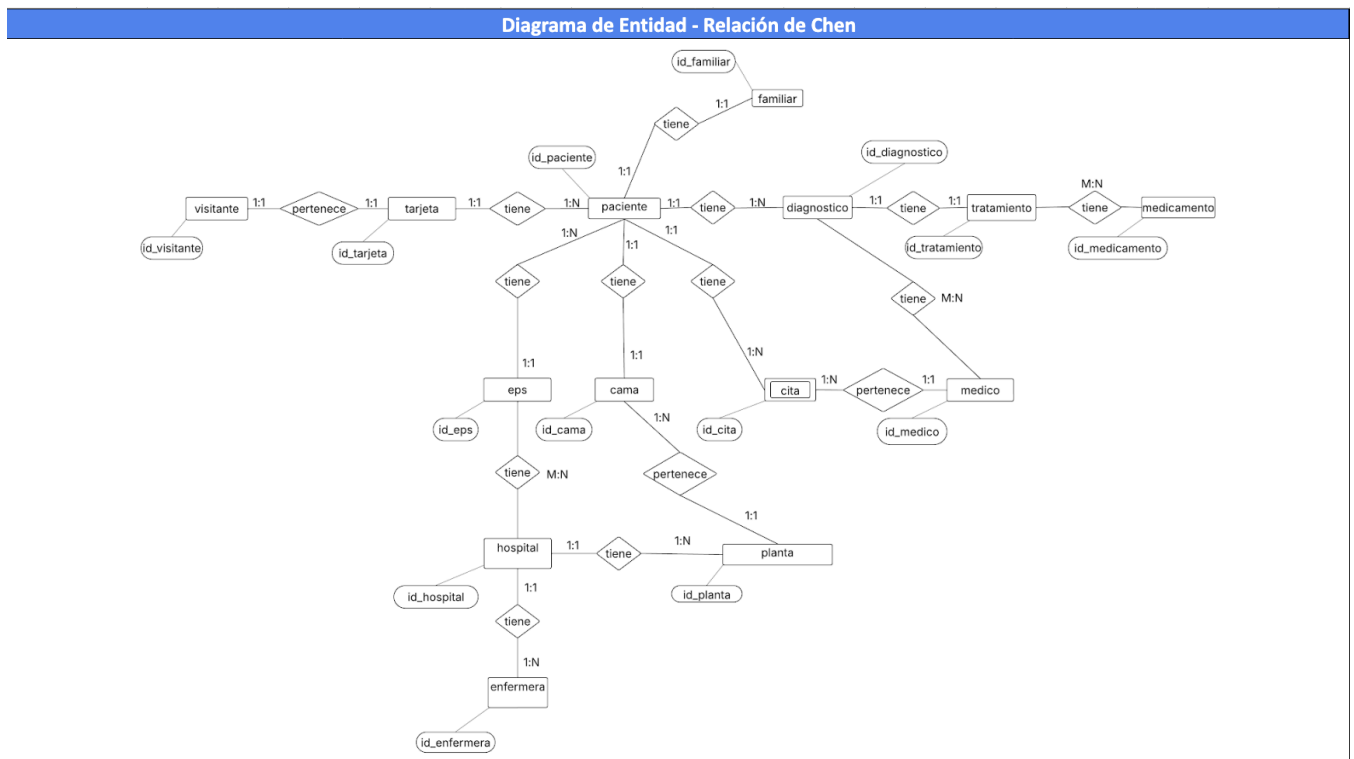 Diagrama de Entidad - Relación de Chen
id_familiar
familiar
1:1
tiene
1:1
id_paciente
id_diagnostico
visitante
1:1
pertenece
1:1
tarjeta
1:1
tiene
1:N
paciente
1:1
tiene
1:N
diagnostico
1:1
tiene
1:1
tratamiento
M:N
tiene
medicamento
id_visitante
id_tarjeta
id_tratamiento
id_medicamento
1:N
1:1
1:1
tiene
tiene
tiene
tiene
M:N
1:1
1:1
1:N
eps
cama
cita
1:N
pertenece
1:1
medico
id_eps
id_cama
1:N
id_cita
id_medico
tiene
M:N
pertenece
1:1
hospital
1:1
tiene
1:N
planta
id_hospital
1:1
id_planta
tiene
1:N
enfermera
id_enfermera